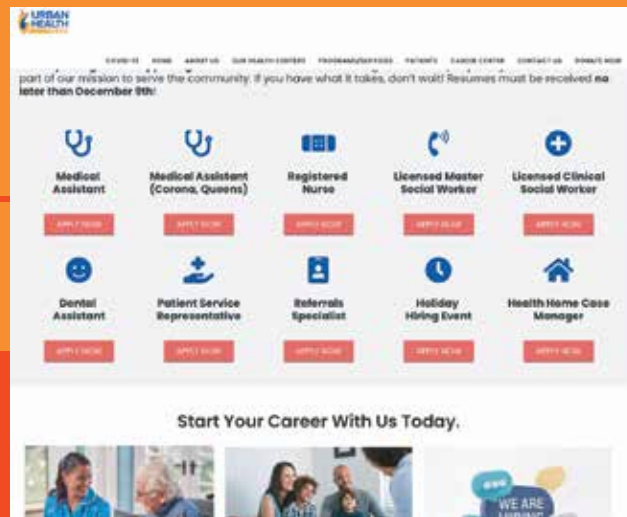 URBAN
HEALTH
COVID-19 HOME ABOUT US OUR HEALTH CENTERS PROGRAMS/SERVICES PATIENTS CAREER CENTER CONTACT US DONATE NOW
part of our mission to serve the community. If you have what it takes, don't wait! Resumes must be received no
later than December 9th!
Medical
Assistant
Medical Assistant
(Corona, Queens)
Registered
Nurse
Licensed Master
Social Worker
Licensed Clinical
Social Worker
APPLY NOW APPLY NOW APPLY NOW APPLY NOW APPLY NOW
Dental
Assistant
Patient Service
Representative
Referrals
Specialist
Holiday
Hiring Event
Health Home Case
Manager
APPLY NOW APPLY NOW APPLY NOW APPLY NOW APPLY NOW
Start Your Career With Us Today.
WE ARE
HIRING